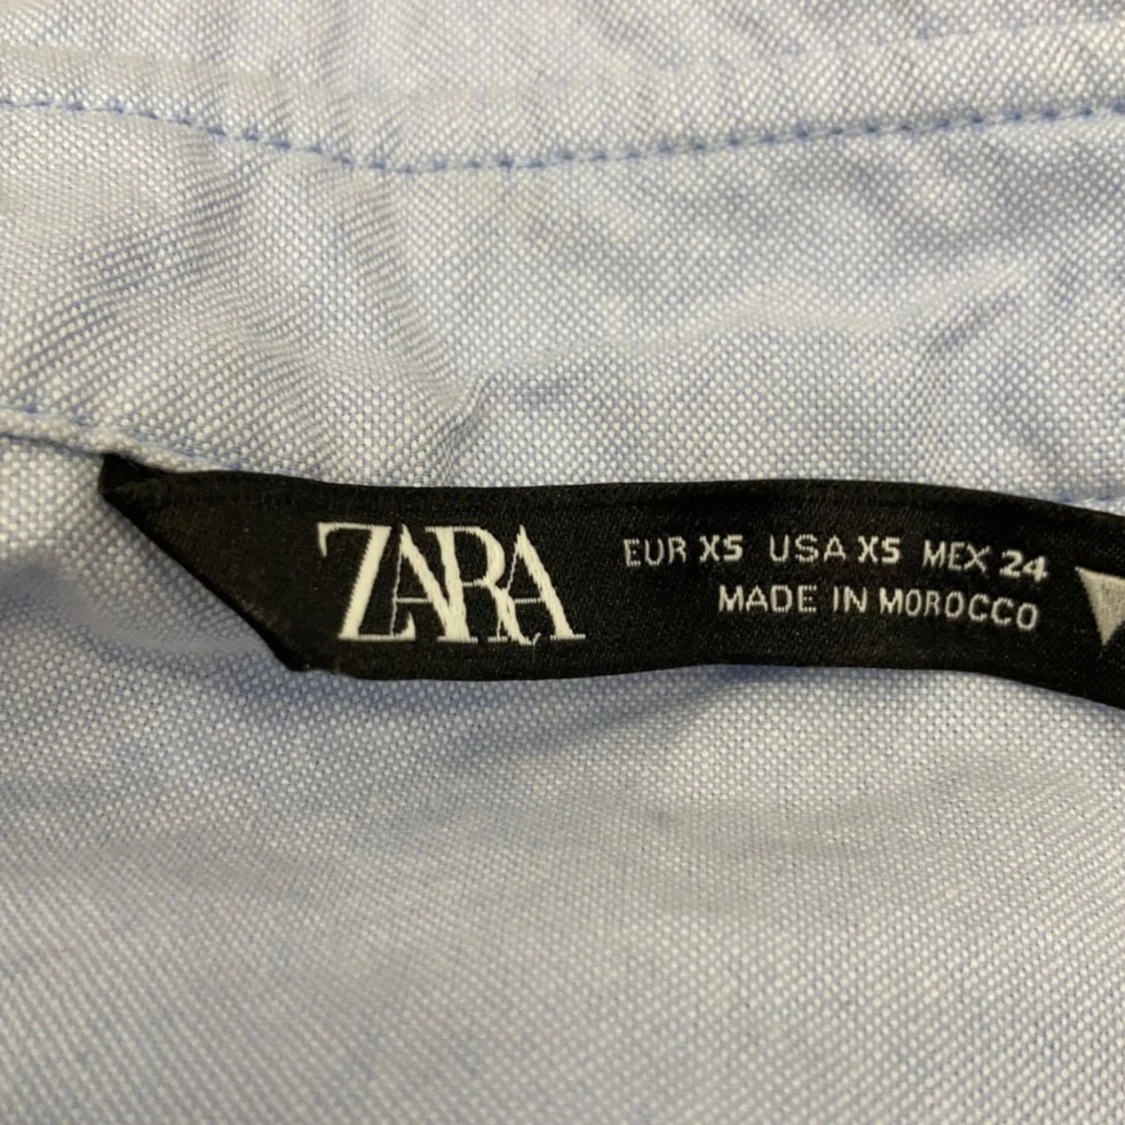 ZARA
EUR XS USA XS MEX 24
MADE IN MOROCCO